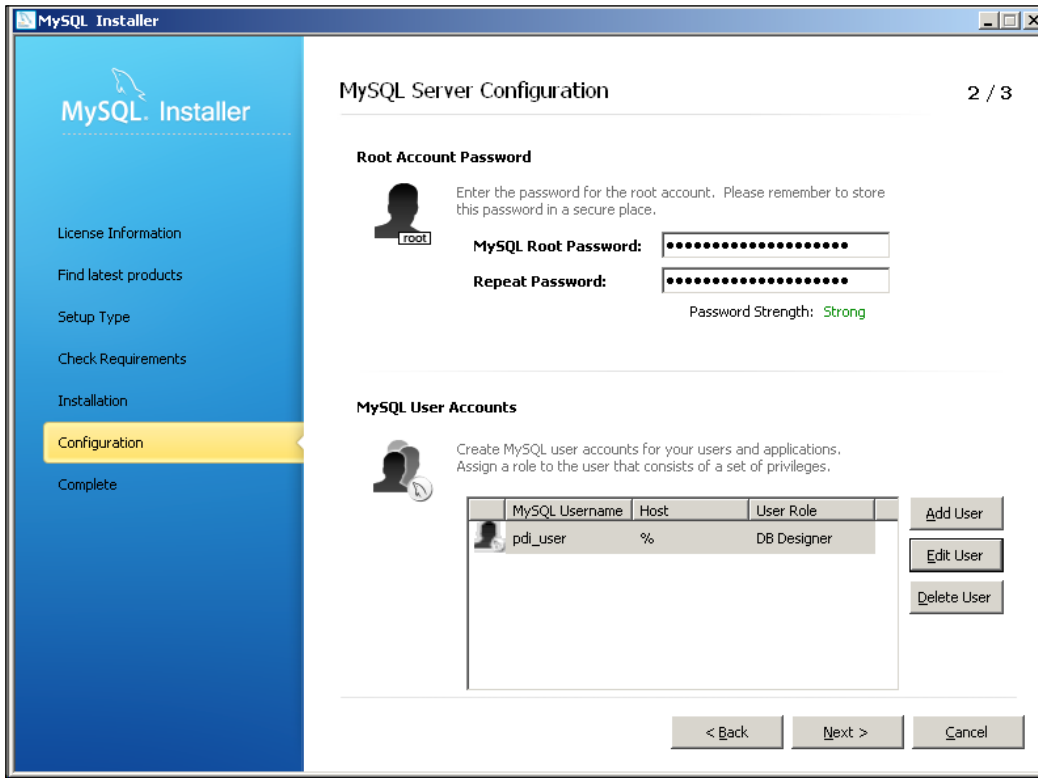 MySQL Installer
MySQL. Installer
License Information
Find latest products
Setup Type
Check Requirements
Installation
Configuration
Complete
MySQL Server Configuration 2 / 3
Root Account Password
Enter the password for the root account. Please remember to store
this password in a secure place.
root
MySQL Root Password: ●●●●●●●●●●●●●●●●●●●●
Repeat Password: ●●●●●●●●●●●●●●●●●●●●
Password Strength: Strong
MySQL User Accounts
Create MySQL user accounts for your users and applications.
Assign a role to the user that consists of a set of privileges.
MySQL Username Host User Role
pdi_user % DB Designer
Add User
Edit User
Delete User
< Back Next > Cancel